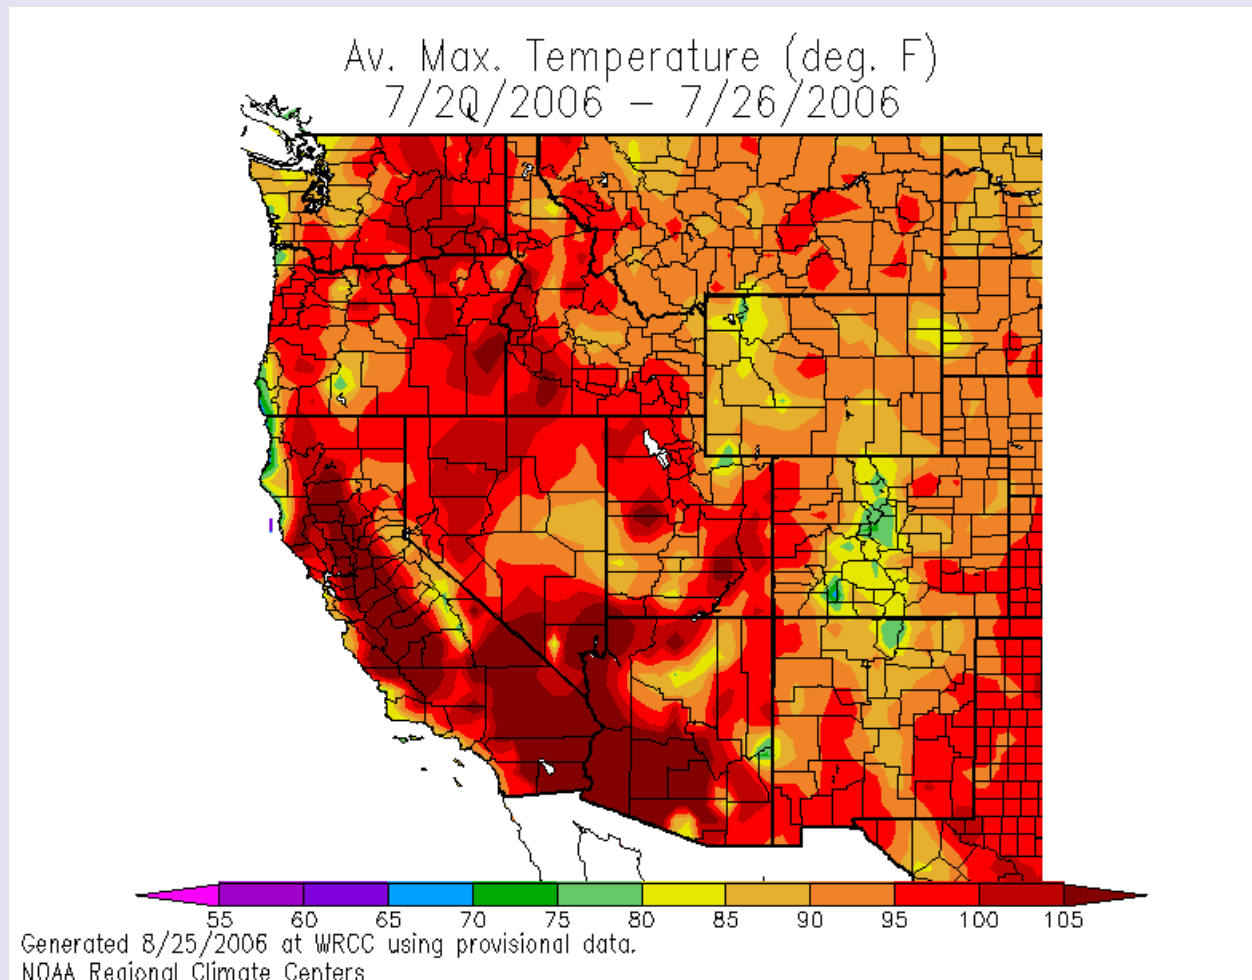 Av. Max. Temperature (deg. F)
7/20/2006 – 7/26/2006
55 60 65 70 75 80 85 90 95 100 105
Generated 8/25/2006 at WRCC using provisional data.
NOAA Regional Climate Centers